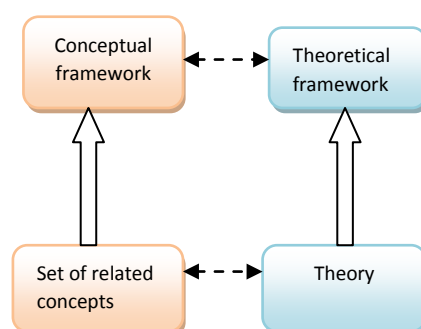 Conceptual
framework
Theoretical
framework
Set of related
concepts
Theory